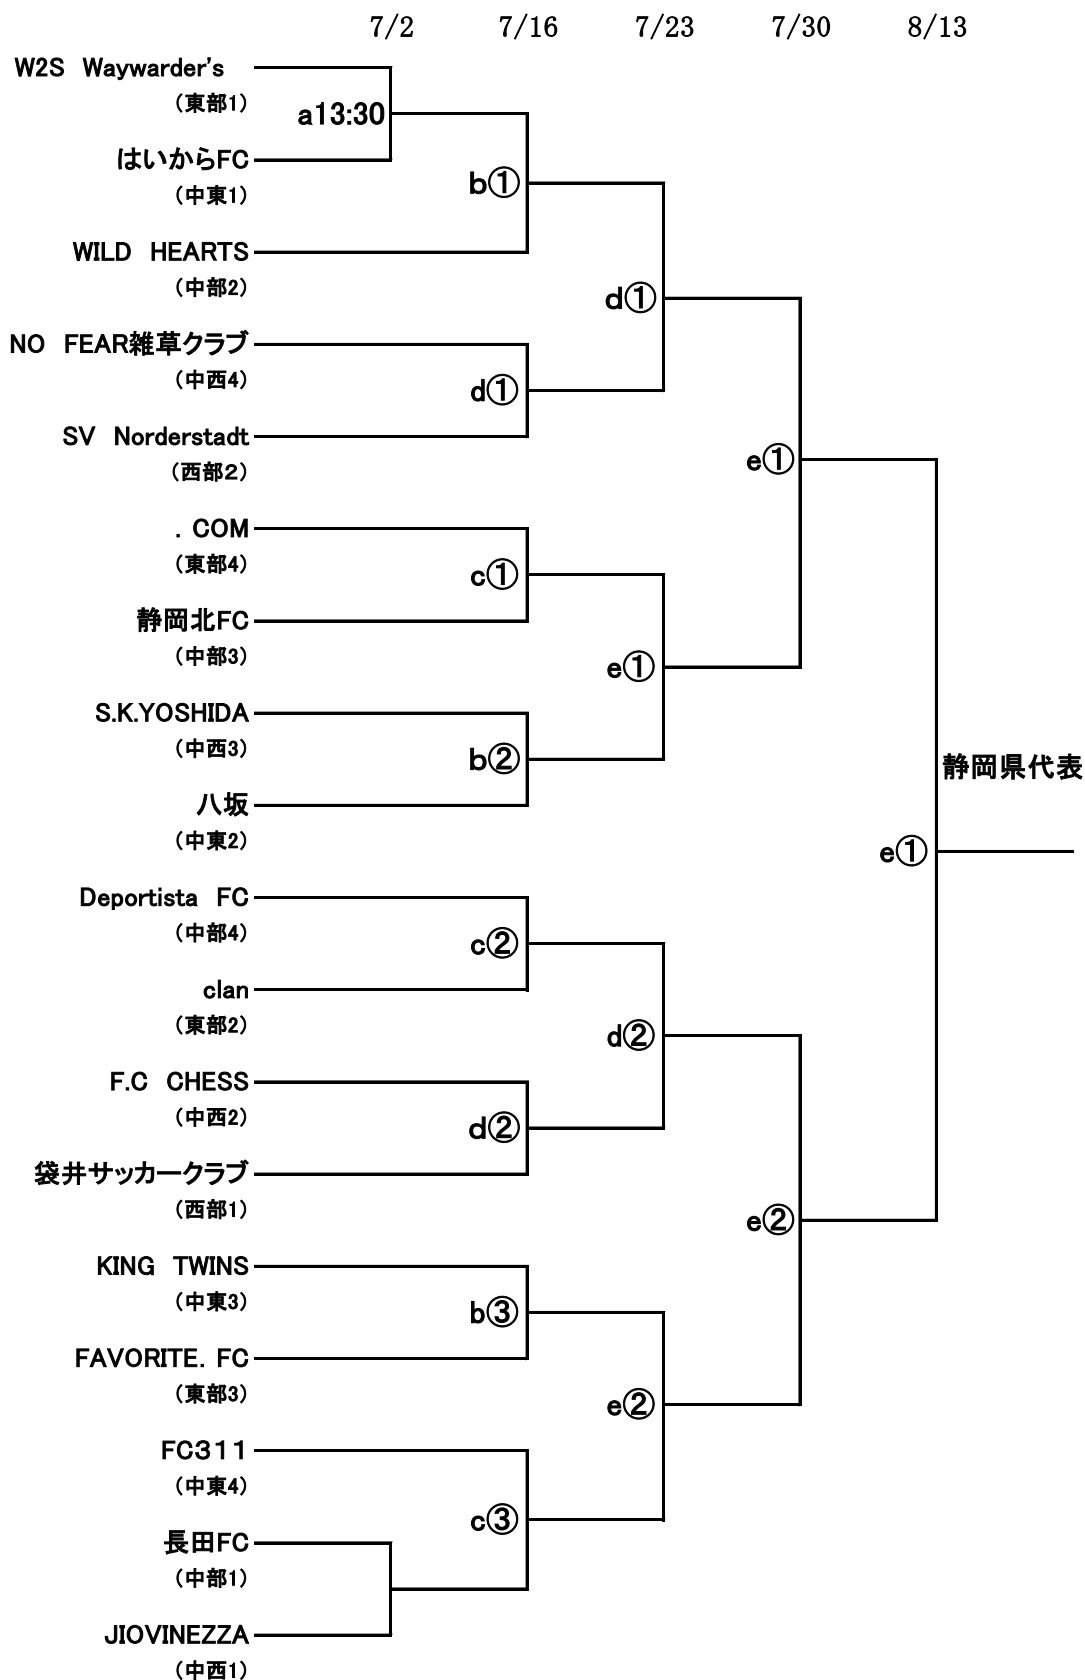 7/2 7/16 7/23 7/30 8/13
W2S Waywarder's
（東部1）
a13:30
はいからFC
（中東1）
b①
WILD HEARTS
（中部2）
d①
NO FEAR雑草クラブ
（中西4）
d①
SV Norderstadt
（西部2）
e①
. COM
（東部4）
c①
静岡北FC
（中部3）
e①
S.K.YOSHIDA
（中西3）
b②
静岡県代表
八坂
（中東2）
e①
Deportista FC
（中部4）
c②
clan
（東部2）
d②
F.C CHESS
（中西2）
d②
袋井サッカークラブ
（西部1）
e②
KING TWINS
（中東3）
b③
FAVORITE. FC
（東部3）
e②
FC311
（中東4）
c③
長田FC
（中部1）
JIOVINEZZA
（中西1）